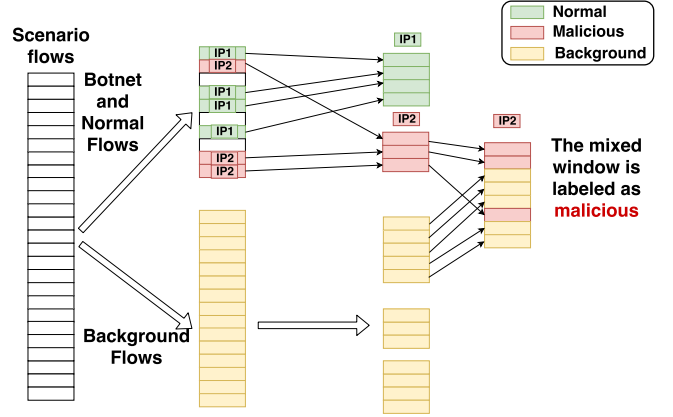 Scenario
flows
Botnet
and
Normal
Flows
Background
Flows
IP1
IP2
IP1
IP1
IP1
IP2
IP2
IP1
IP2
IP2
Normal
Malicious
Background
The mixed
window is
labeled as
malicious